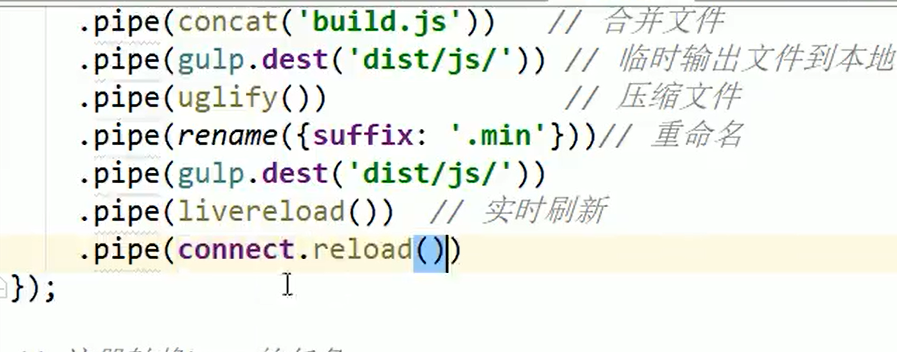 .pipe(concat('build.js')) // 合并文件
.pipe(gulp.dest('dist/js/')) // 临时输出文件到本地
.pipe(uglify()) // 压缩文件
.pipe(rename({suffix: '.min'}))// 重命名
.pipe(gulp.dest('dist/js/'))
.pipe(livereload()) // 实时刷新
.pipe(connect.reload())
});